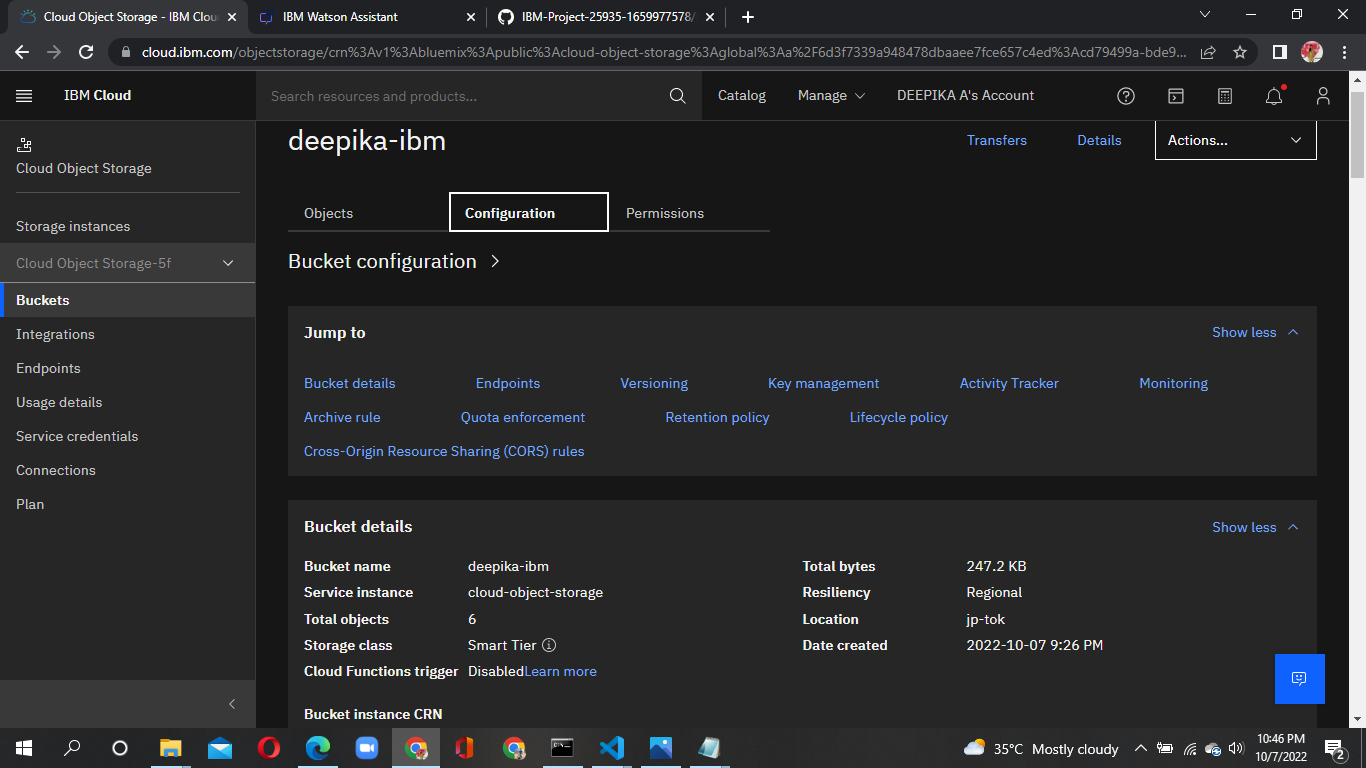 Cloud Object Storage - IBM Clou
IBM Watson Assistant
IBM-Project-25935-1659977578/
cloud.ibm.com/objectstorage/crn%3Av1%3Abluemix%3Apublic%3Acloud-object-storage%3Aglobal%3Aa%2F6d3f7339a948478dbaaee7fce657c4ed%3Acd79499a-bde9...
IBM Cloud
Search resources and products...
Catalog
Manage
DEEPIKA A's Account
Cloud Object Storage
Storage instances
Cloud Object Storage-5f
Buckets
Integrations
Endpoints
Usage details
Service credentials
Connections
Plan
deepika-ibm
Transfers
Details
Actions...
Objects
Configuration
Permissions
Bucket configuration
Jump to
Show less
Bucket details
Endpoints
Versioning
Key management
Activity Tracker
Monitoring
Archive rule
Quota enforcement
Retention policy
Lifecycle policy
Cross-Origin Resource Sharing (CORS) rules
Bucket details
Show less
Bucket name deepika-ibm
Total bytes 247.2 KB
Service instance cloud-object-storage
Resiliency Regional
Total objects 6
Location jp-tok
Storage class Smart Tier
Date created 2022-10-07 9:26 PM
Cloud Functions trigger DisabledLearn more
Bucket instance CRN
35°C Mostly cloudy
10:46 PM
10/7/2022
2